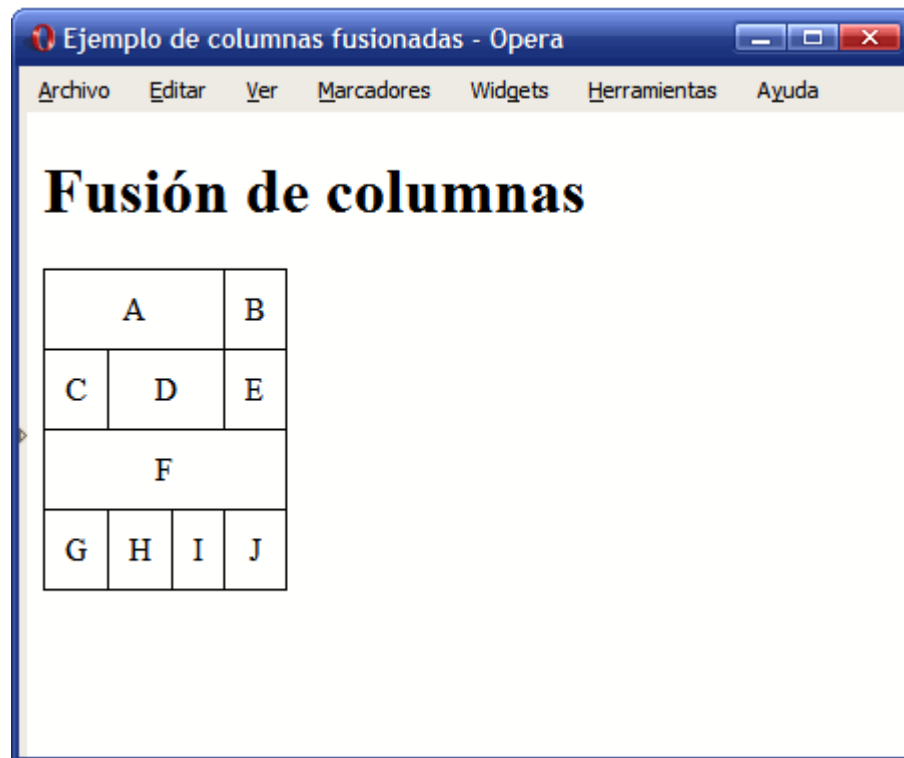 Ejemplo de columnas fusionadas - Opera
Archivo Editar Ver Marcadores Widgets Herramientas Ayuda
Fusión de columnas
A B
C D E
F
G H I J